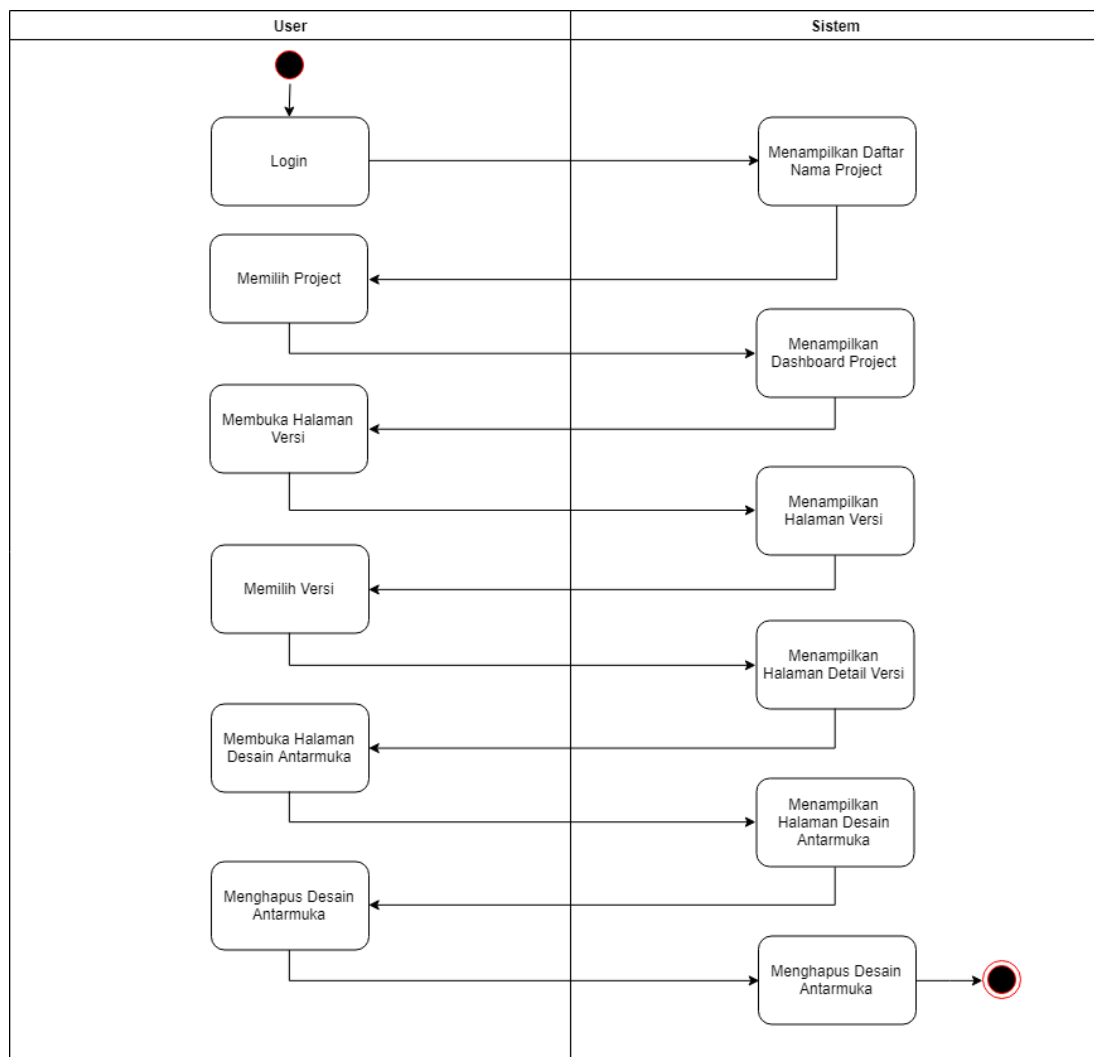 User
Sistem
Login
Menampilkan Daftar
Nama Project
Memilih Project
Menampilkan
Dashboard Project
Membuka Halaman
Versi
Menampilkan
Halaman Versi
Memilih Versi
Menampilkan
Halaman Detail Versi
Membuka Halaman
Desain Antarmuka
Menampilkan
Halaman Desain
Antarmuka
Menghapus Desain
Antarmuka
Menghapus Desain
Antarmuka